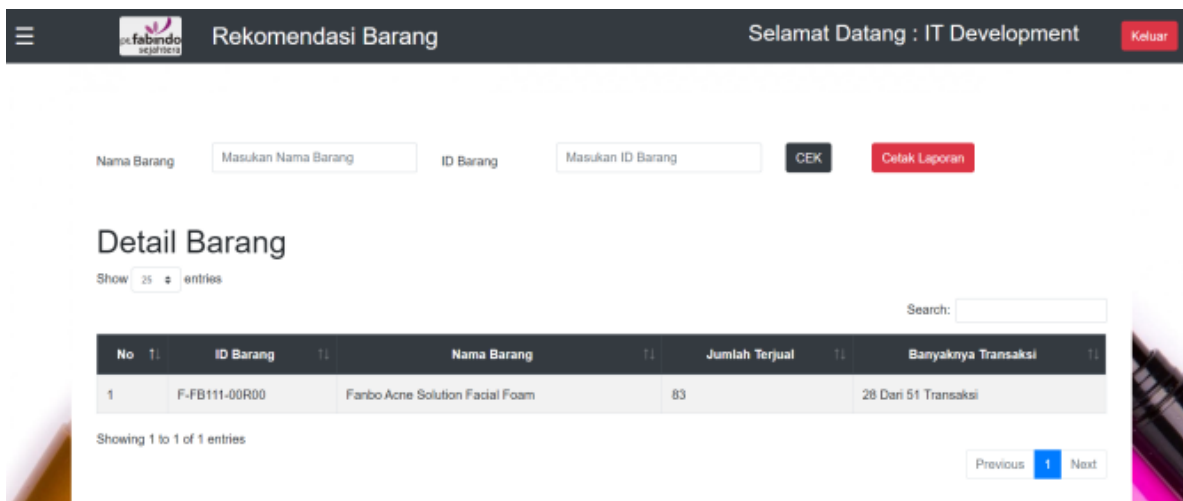 ☰ pt.fabindo sejahtera Rekomendasi Barang Selamat Datang : IT Development Keluar
Nama Barang Masukan Nama Barang ID Barang Masukan ID Barang CEK Cetak Laporan
Detail Barang
Show 25 entries
Search:
No ID Barang Nama Barang Jumlah Terjual Banyaknya Transaksi
1 F-FB111-00R00 Fanbo Acne Solution Facial Foam 83 28 Dari 51 Transaksi
Showing 1 to 1 of 1 entries
Previous 1 Next